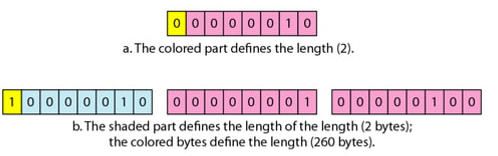 0 0 0 0 0 0 1 0
a. The colored part defines the length (2).
1 0 0 0 0 0 1 0 0 0 0 0 0 0 0 1 0 0 0 0 0 1 0 0
b. The shaded part defines the length of the length (2 bytes);
the colored bytes define the length (260 bytes).